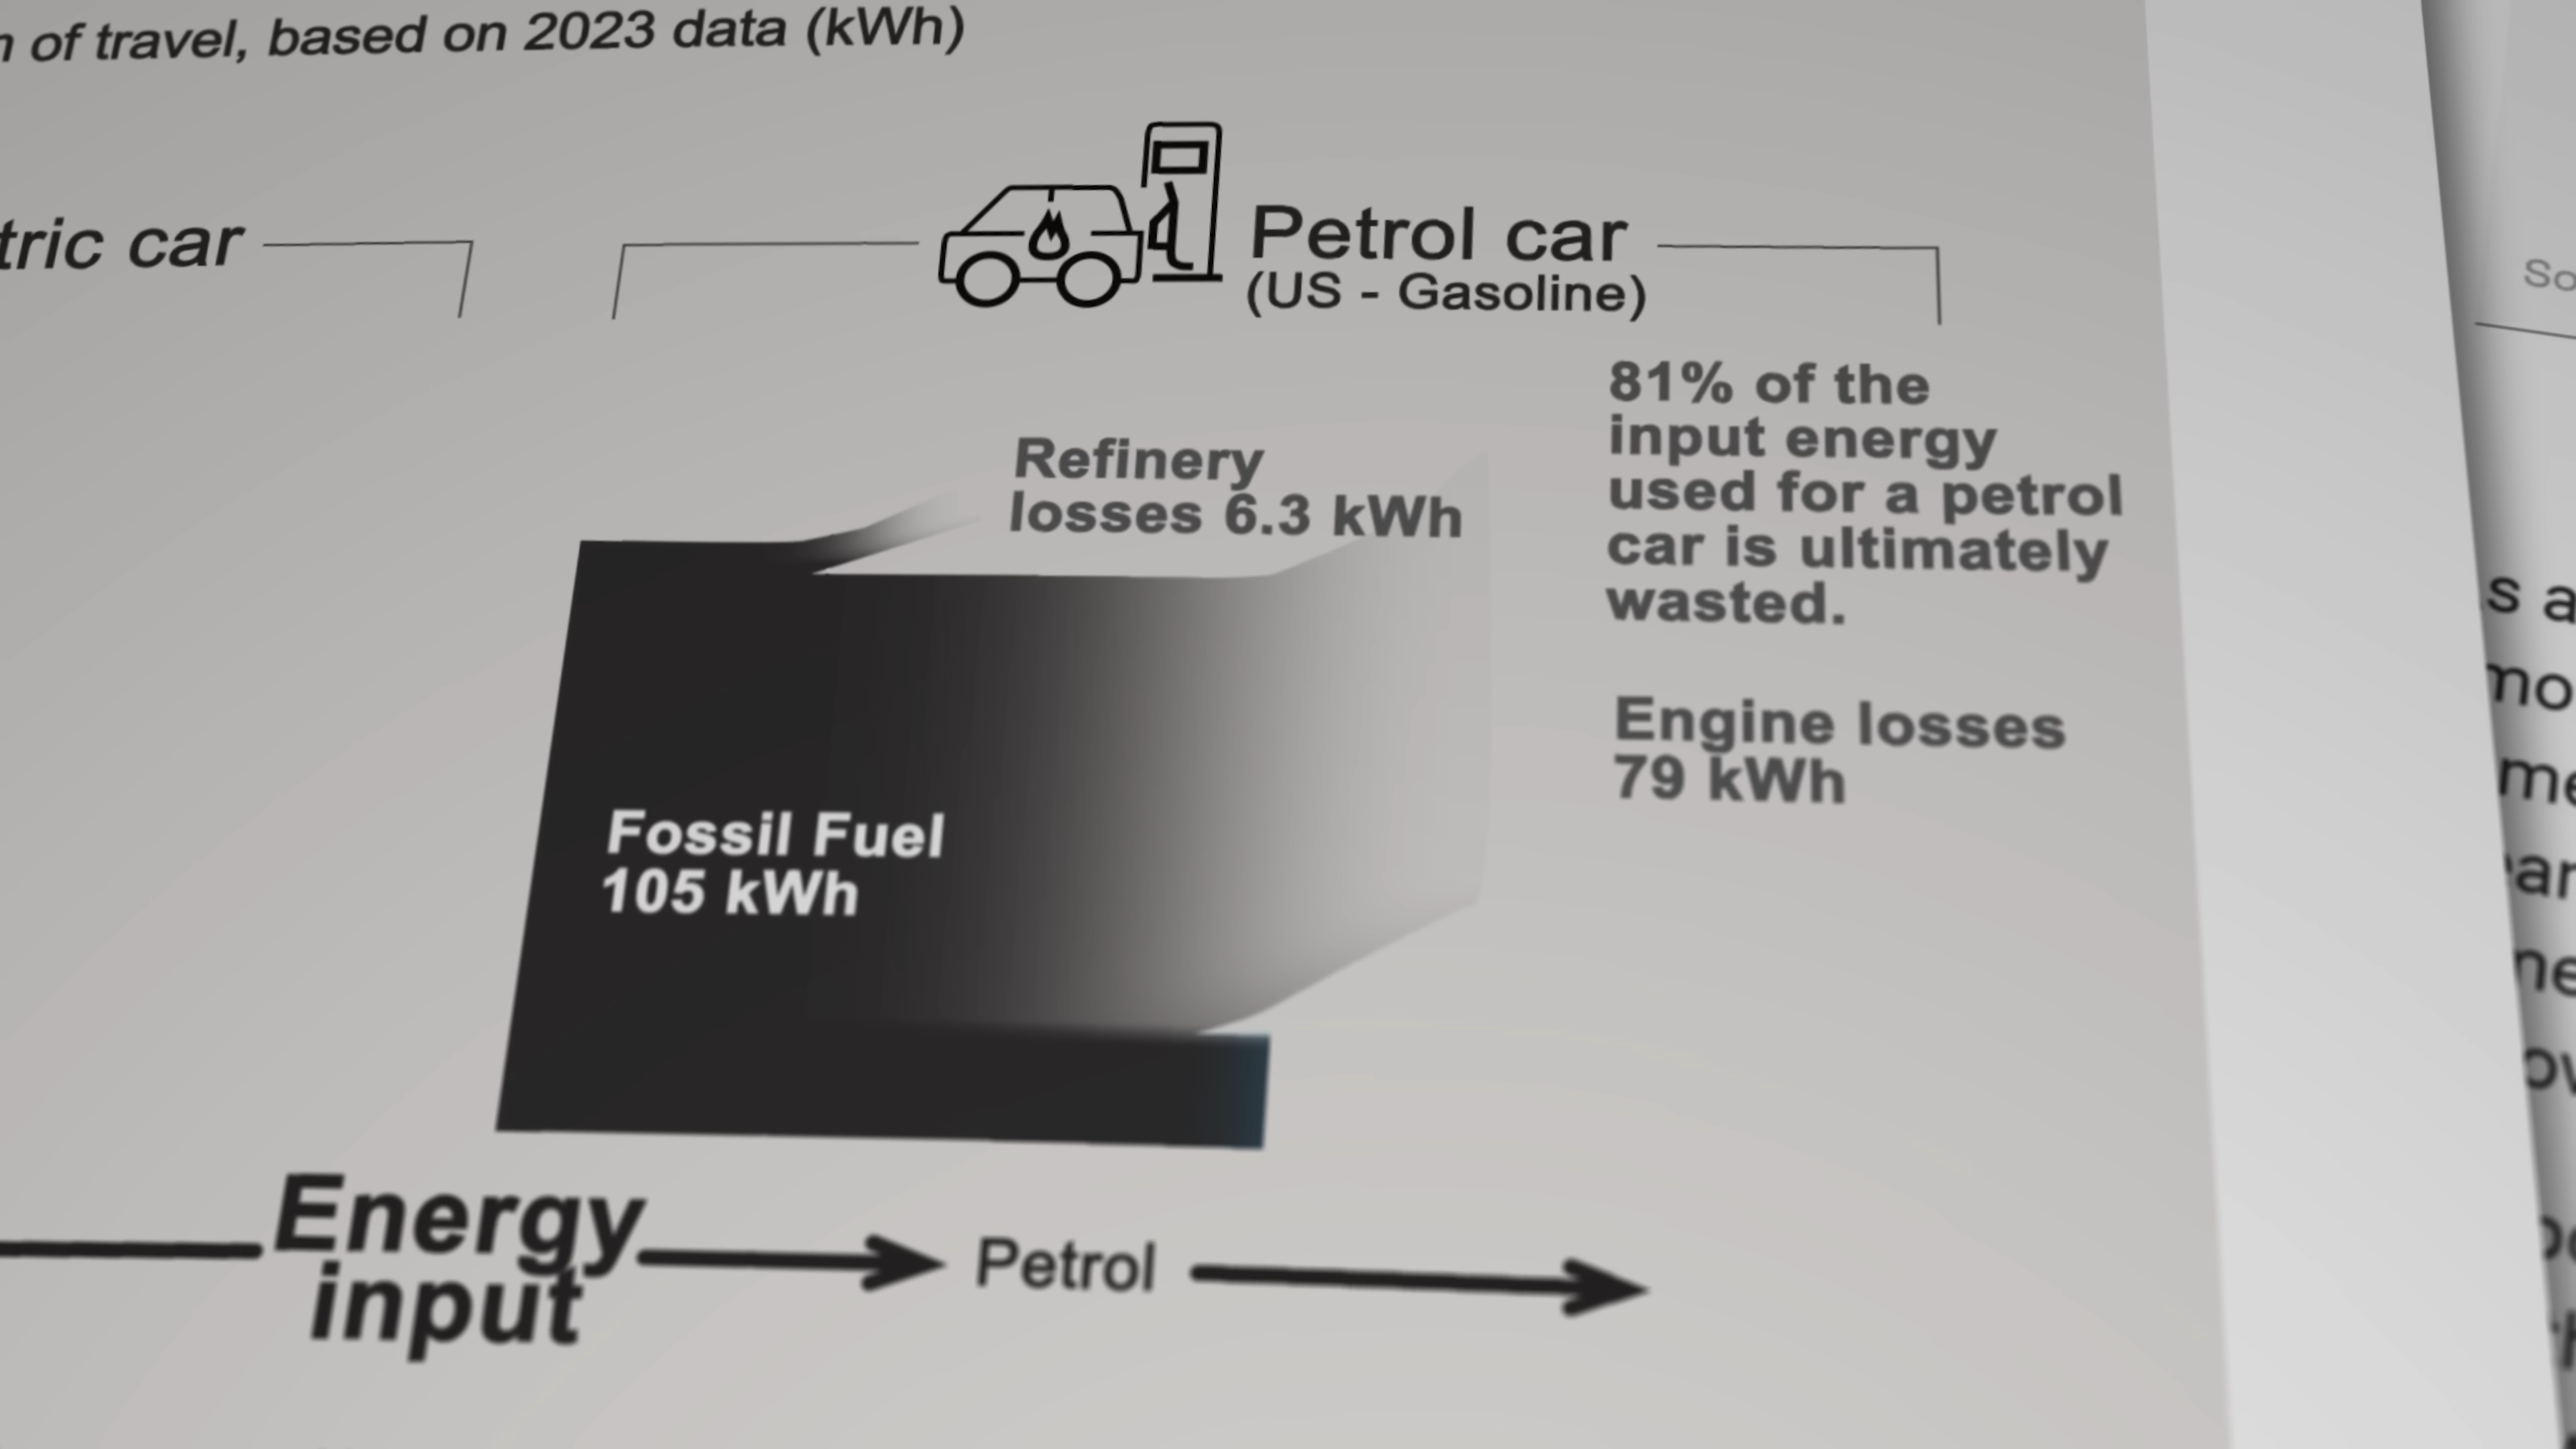 of travel, based on 2023 data (kWh)
car
Petrol car
(US - Gasoline)
81% of the
input energy
used for a petrol
car is ultimately
wasted.
Refinery
losses 6.3 kWh
Engine losses
79 kWh
Fossil Fuel
105 kWh
Energy
input
Petrol